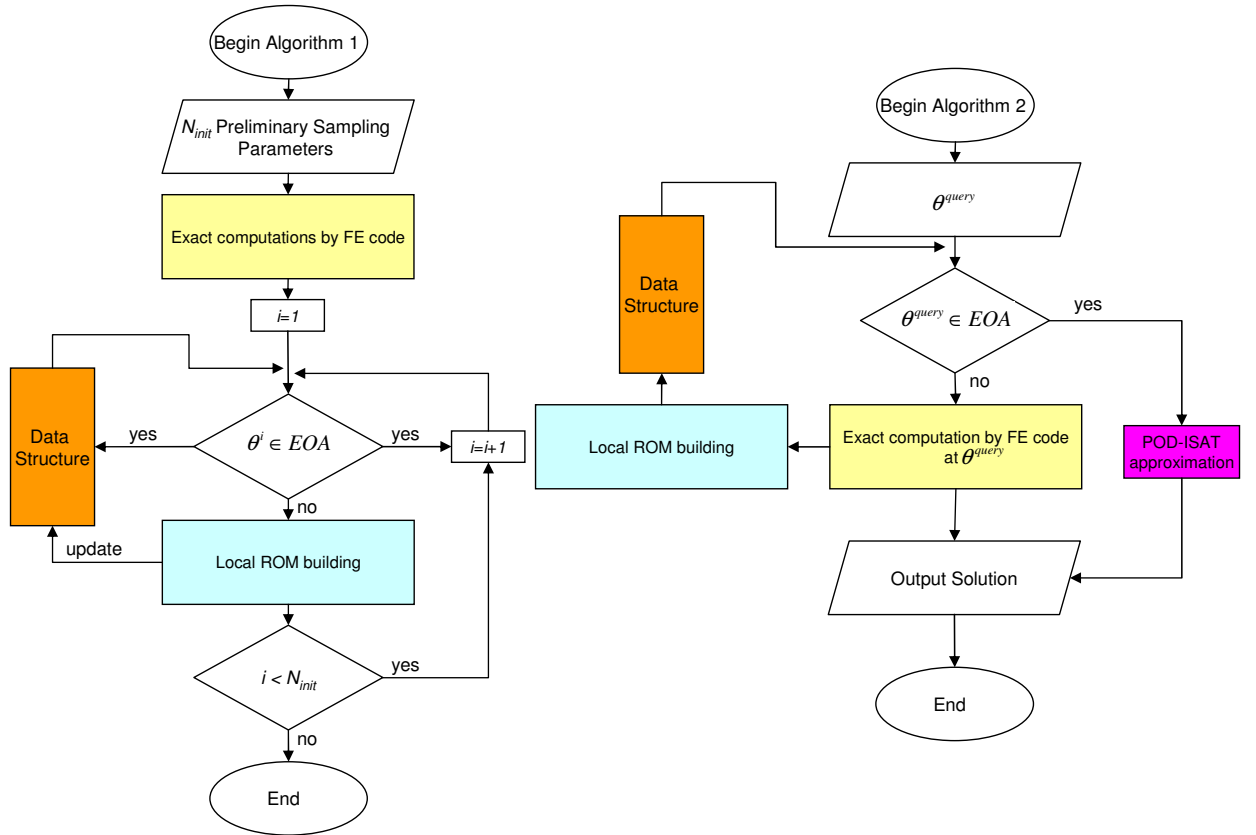 Begin Algorithm 1
N_init Preliminary Sampling
Parameters
Exact computations by FE code
i=1
yes
θ^i ∈ EOA
yes
i=i+1
Data
Structure
no
update
Local ROM building
i < N_init
yes
no
End
Begin Algorithm 2
θ^query
Data
Structure
θ^query ∈ EOA
yes
no
Local ROM building
Exact computation by FE code
at θ^query
POD-ISAT
approximation
Output Solution
End